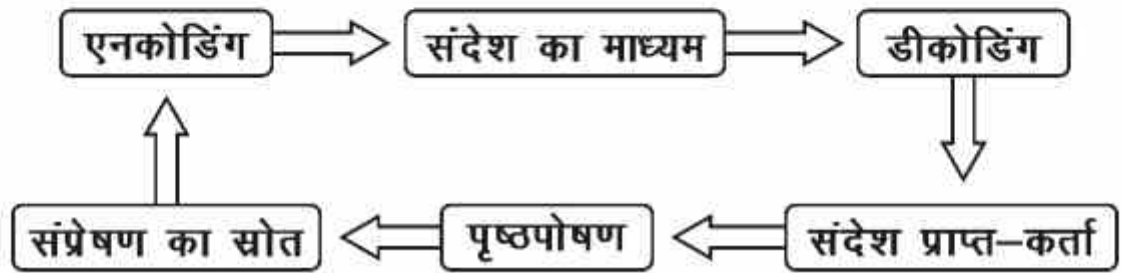 एनकोडिंग
संदेश का माध्यम
डीकोडिंग
संप्रेषण का स्रोत
पृष्ठपोषण
संदेश प्राप्त–कर्ता